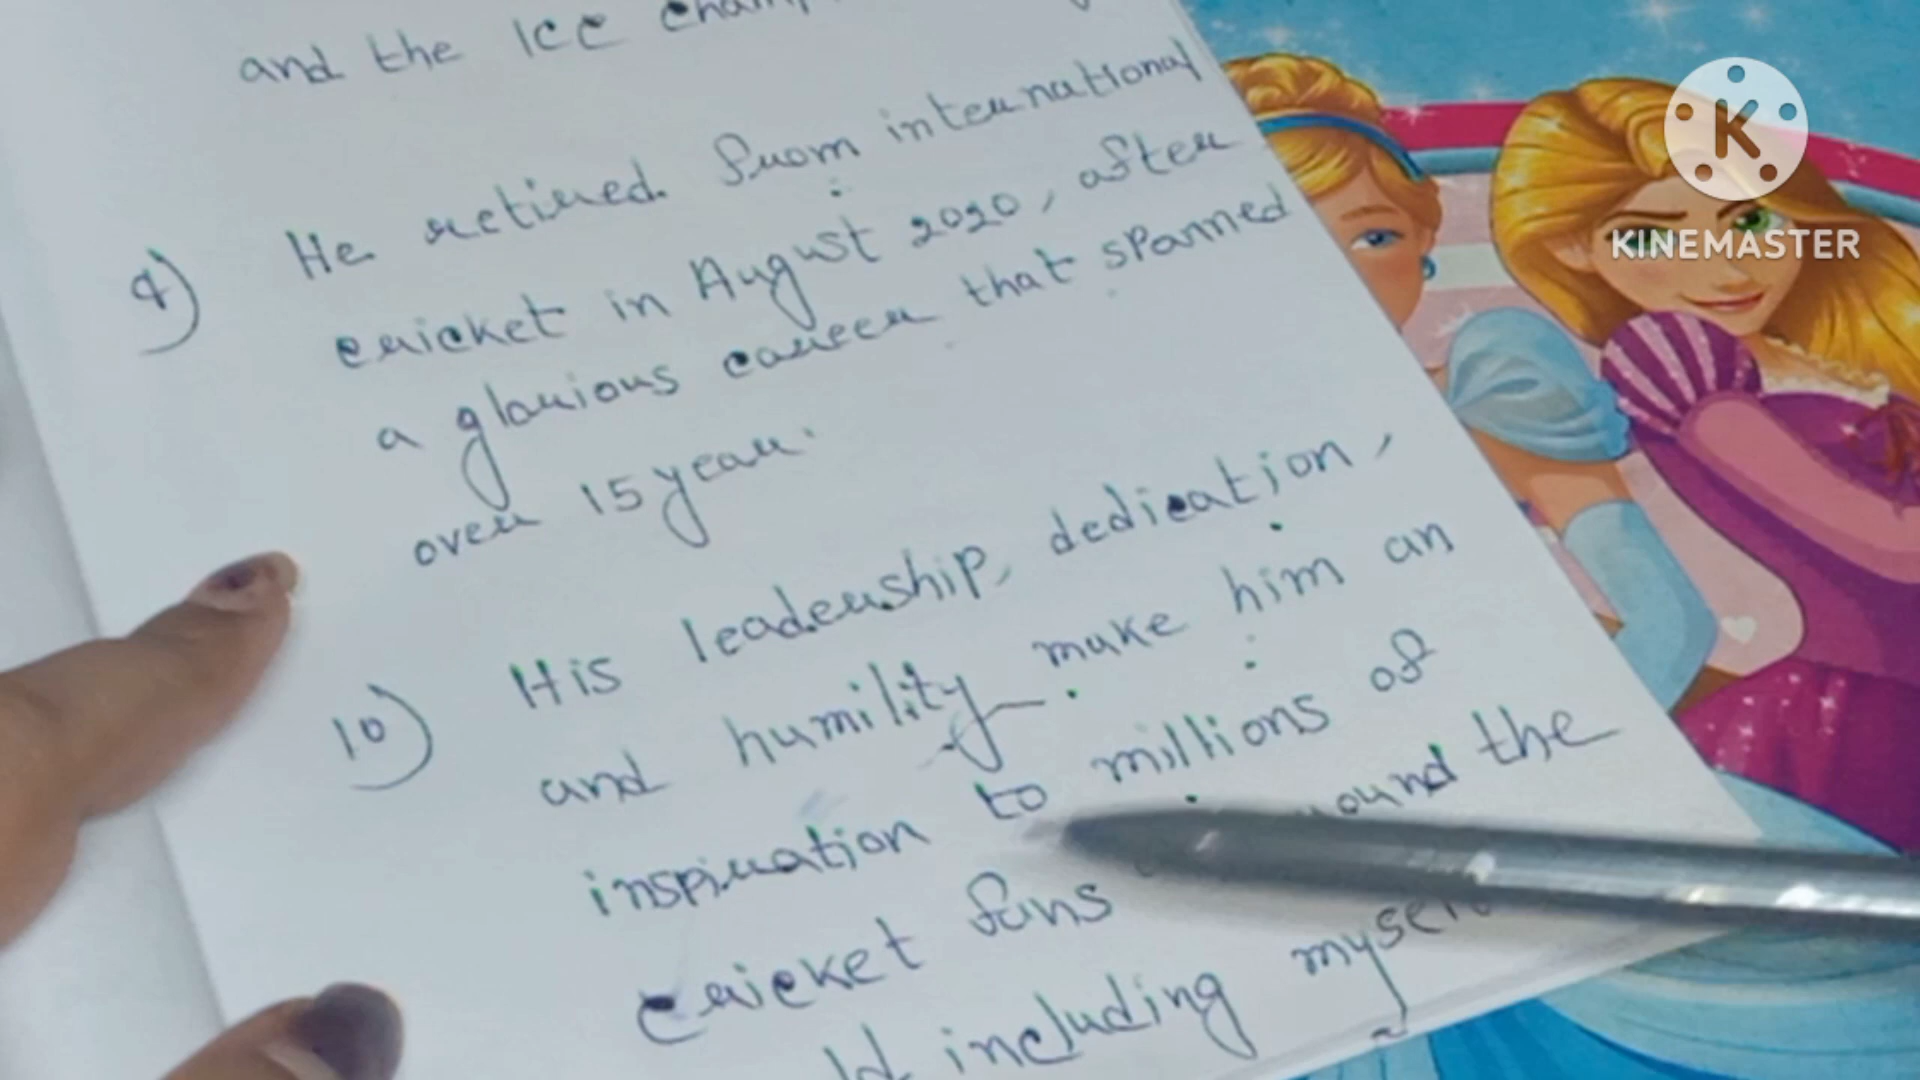 and the ICC
9) He retired from international
cricket in August 2020, after
a glorious career that spanned
over 15 year.
10) His leadership, dedication,
and humility make him an
inspiration to millions of
cricket fans the
including myself
KINEMASTER